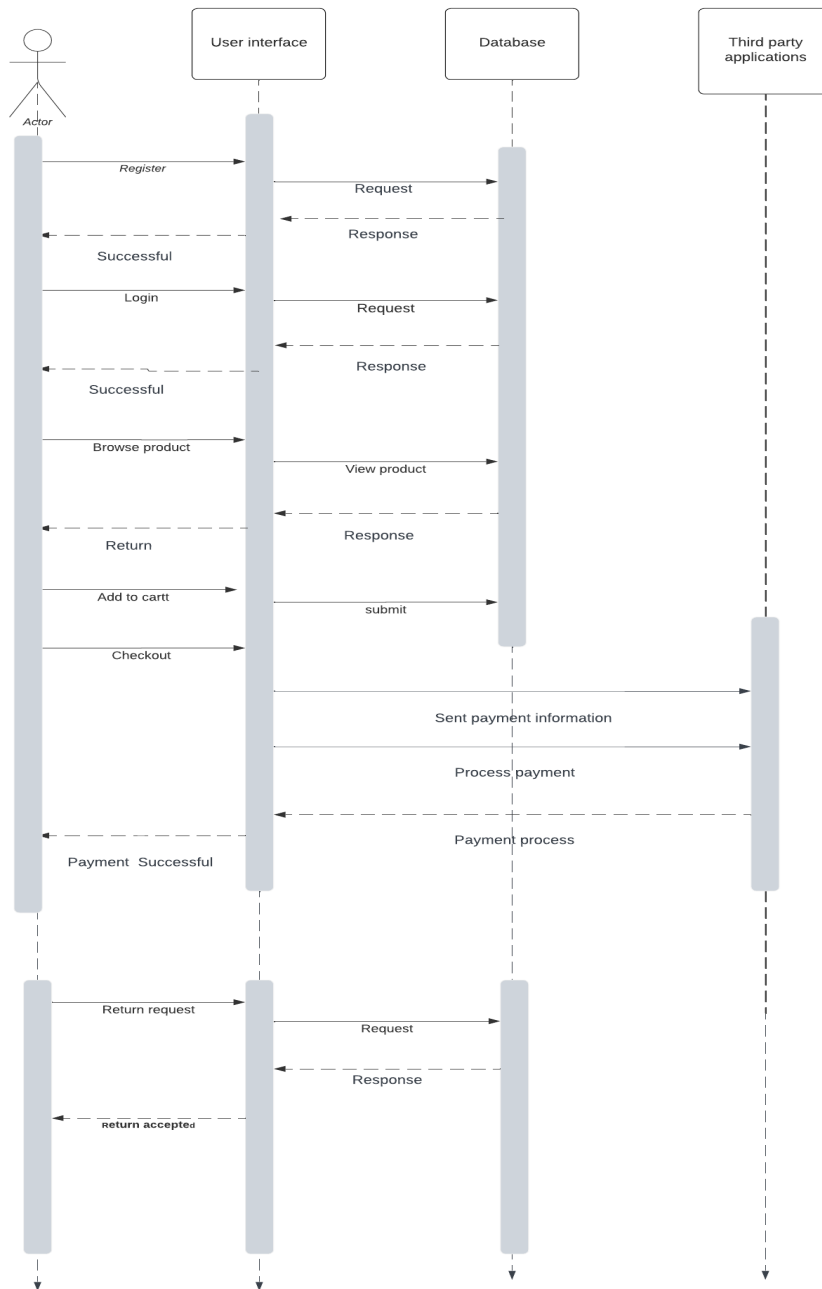 User interface
Database
Third party
applications
Actor
Register
Request
Response
Successful
Login
Request
Response
Successful
Browse product
View product
Response
Return
Add to cartt
submit
Checkout
Sent payment information
Process payment
Payment process
Payment Successful
Return request
Request
Response
Return accepted